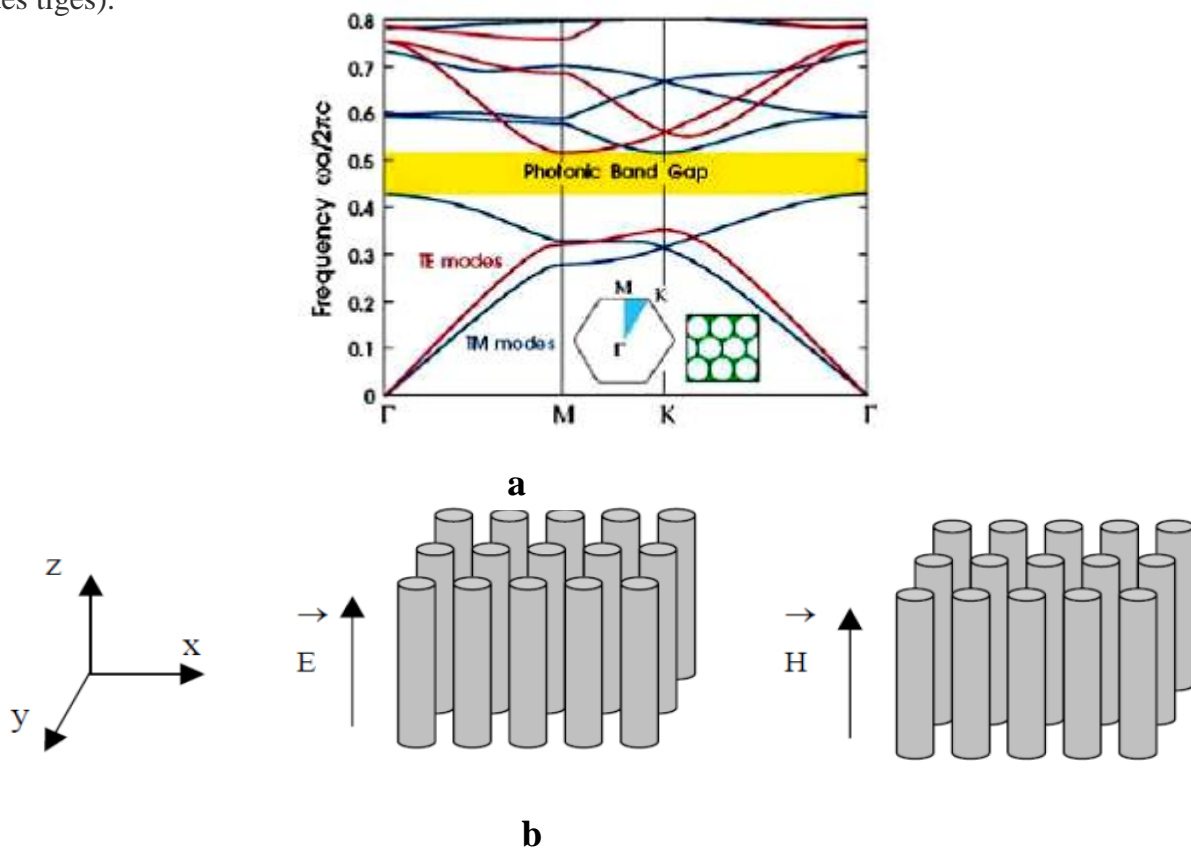 des tiges).
0.8
0.7
0.6
0.5
0.4
0.3
0.2
0.1
0
Frequency ωa/2πc
Photonic Band Gap
TE modes
TM modes
M
K
Γ
Γ
M
K
Γ
a
z
x
y
→
E
→
H
b